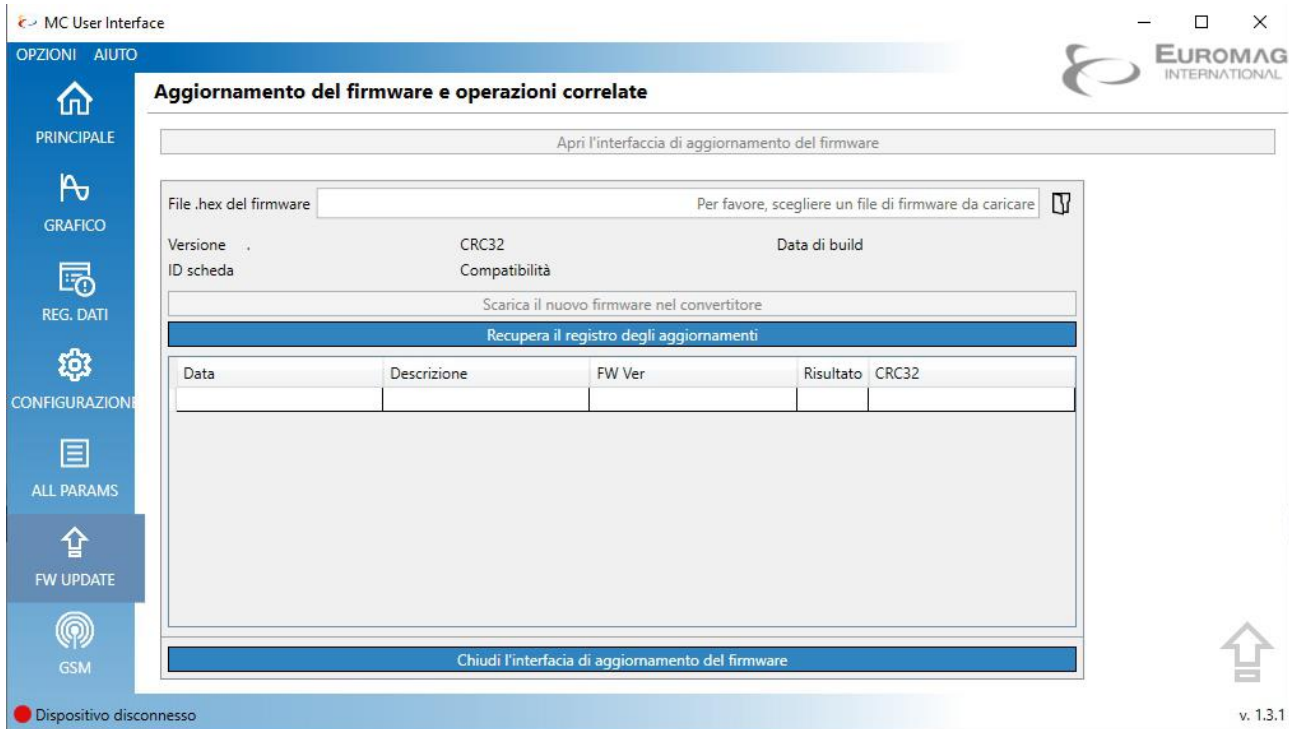 MC User Interface
OPZIONI AIUTO
EUROMAG
INTERNATIONAL
PRINCIPALE
GRAFICO
REG. DATI
CONFIGURAZIONE
ALL PARAMS
FW UPDATE
GSM
Aggiornamento del firmware e operazioni correlate
Apri l'interfaccia di aggiornamento del firmware
File .hex del firmware Per favore, scegliere un file di firmware da caricare
Versione . CRC32 Data di build
ID scheda Compatibilità
Scarica il nuovo firmware nel convertitore
Recupera il registro degli aggiornamenti
Data Descrizione FW Ver Risultato CRC32
Chiudi l'interfacia di aggiornamento del firmware
Dispositivo disconnesso v. 1.3.1